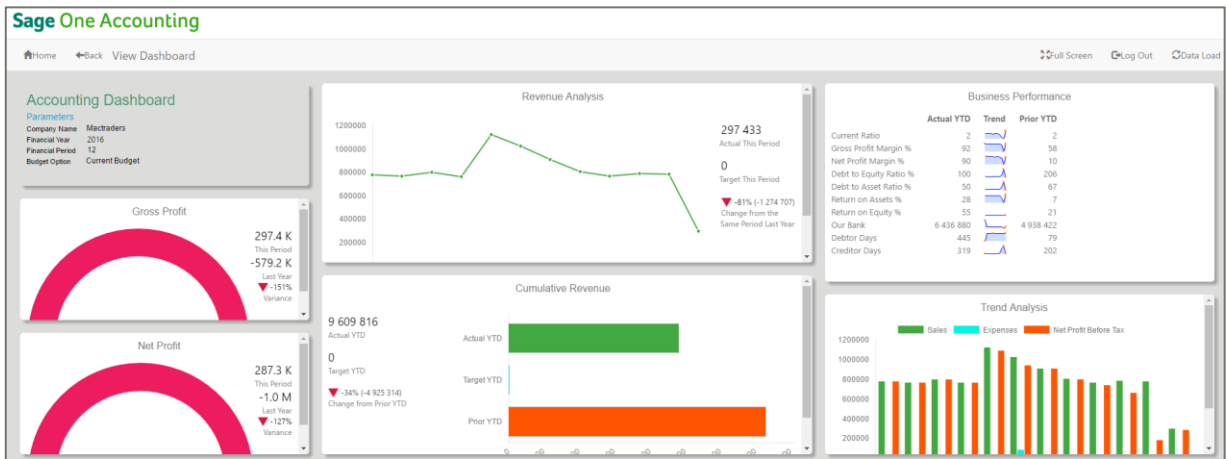 Sage One Accounting
Home Back View Dashboard Full Screen Log Out Data Load
Accounting Dashboard
Parameters
Company Name Mactraders
Financial Year 2016
Financial Period 12
Budget Option Current Budget
Gross Profit
297.4 K
This Period
-579.2 K
Last Year
-151%
Variance
Net Profit
287.3 K
This Period
-1.0 M
Last Year
-127%
Variance
Revenue Analysis
1200000
1000000
800000
600000
400000
200000
297 433
Actual This Period
0
Target This Period
-81% (-1 274 707)
Change from the
Same Period Last Year
Cumulative Revenue
9 609 816
Actual YTD
0
Target YTD
-34% (-4 925 314)
Change from Prior YTD
Actual YTD
Target YTD
Prior YTD
Business Performance
Actual YTD Trend Prior YTD
Current Ratio 2 2
Gross Profit Margin % 92 58
Net Profit Margin % 90 10
Debt to Equity Ratio % 100 206
Debt to Asset Ratio % 50 67
Return on Assets % 28 7
Return on Equity % 55 21
Our Bank 6 436 880 4 938 422
Debtor Days 445 79
Creditor Days 319 202
Trend Analysis
Sales Expenses Net Profit Before Tax
1200000
1000000
800000
600000
400000
200000